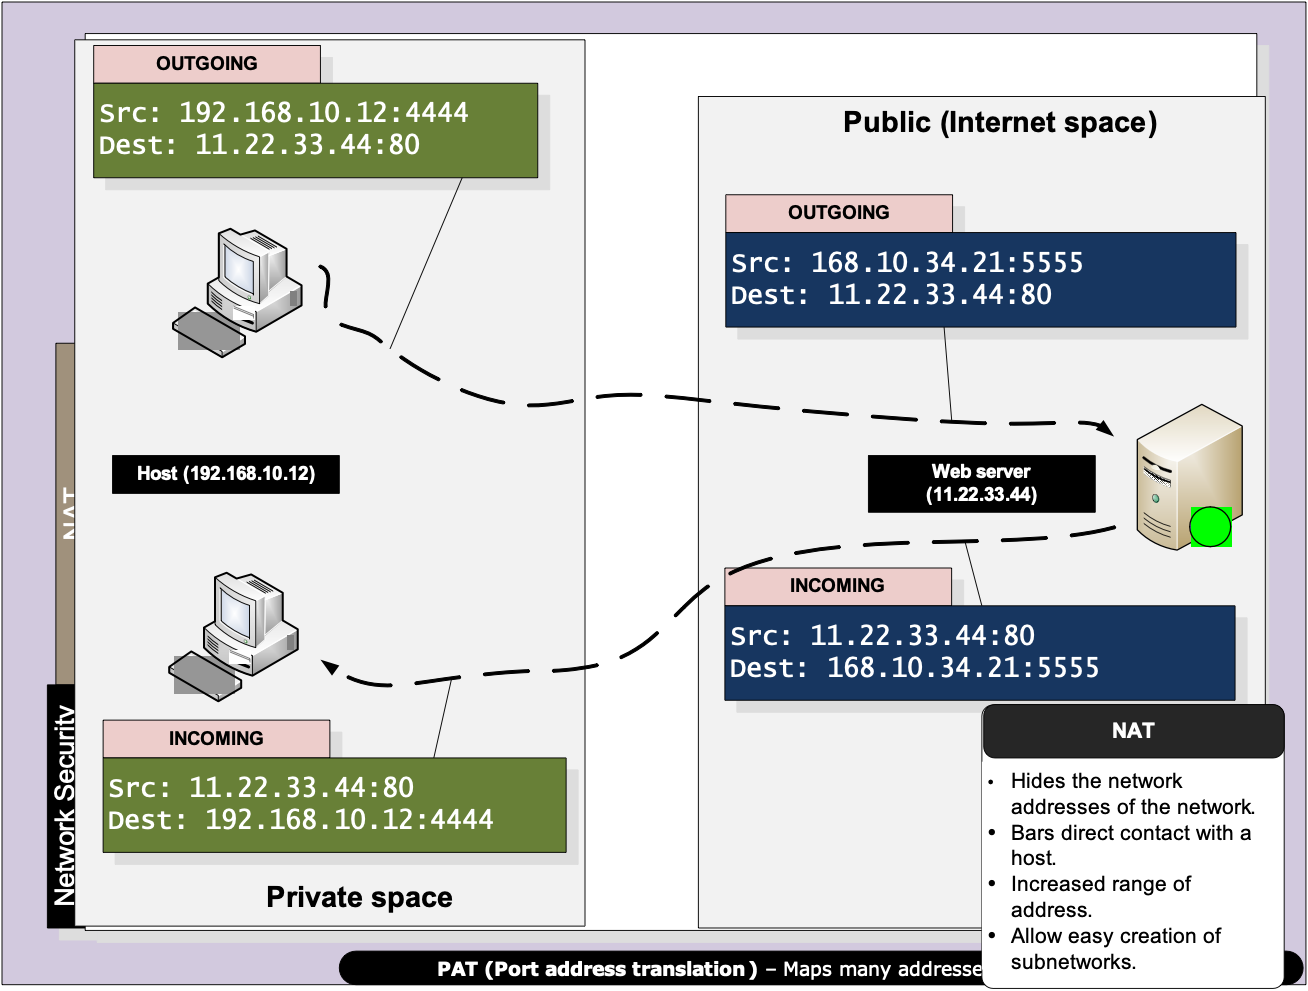 OUTGOING
Src: 192.168.10.12:4444
Dest: 11.22.33.44:80
Public (Internet space)
OUTGOING
Src: 168.10.34.21:5555
Dest: 11.22.33.44:80
Host (192.168.10.12)
Web server
(11.22.33.44)
NAT
INCOMING
Src: 11.22.33.44:80
Dest: 168.10.34.21:5555
Network Security
INCOMING
Src: 11.22.33.44:80
Dest: 192.168.10.12:4444
Private space
NAT
• Hides the network
addresses of the network.
• Bars direct contact with a
host.
• Increased range of
address.
• Allow easy creation of
subnetworks.
PAT (Port address translation) – Maps many addresse